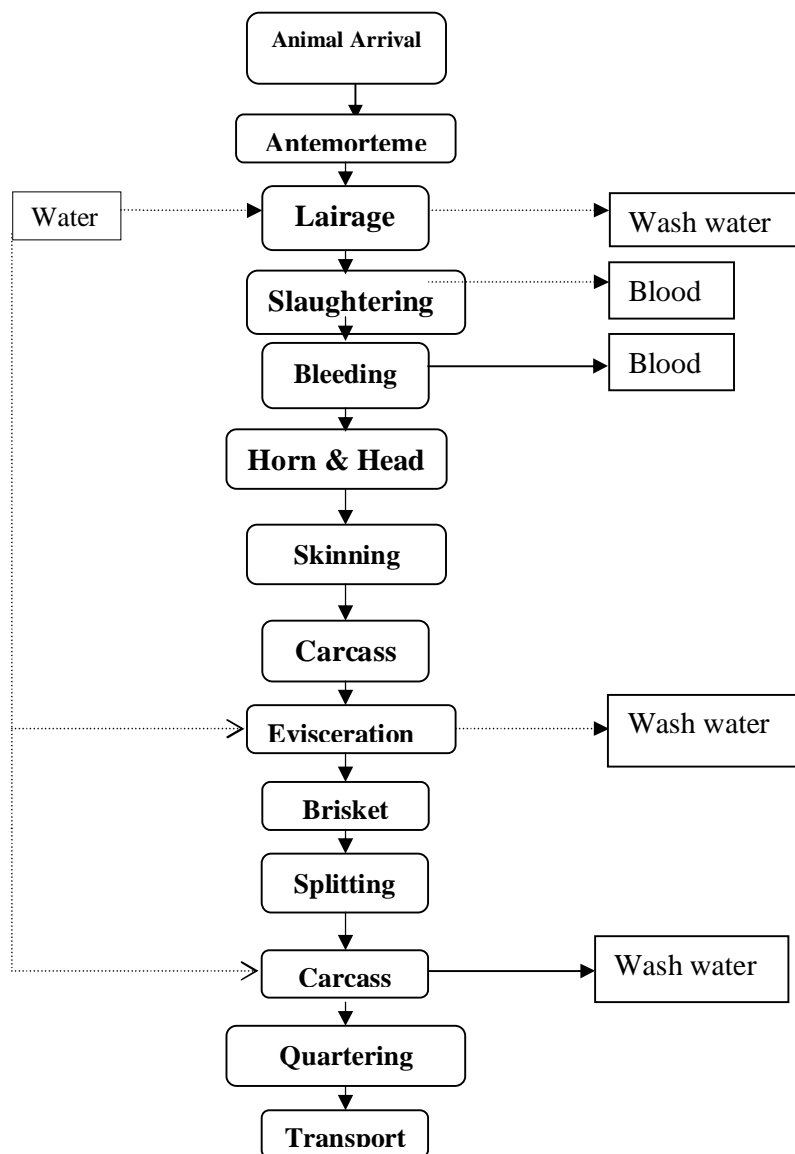 Animal Arrival
Antemorteme
Water
Lairage
Wash water
Slaughtering
Blood
Bleeding
Blood
Horn & Head
Skinning
Carcass
Evisceration
Wash water
Brisket
Splitting
Carcass
Wash water
Quartering
Transport